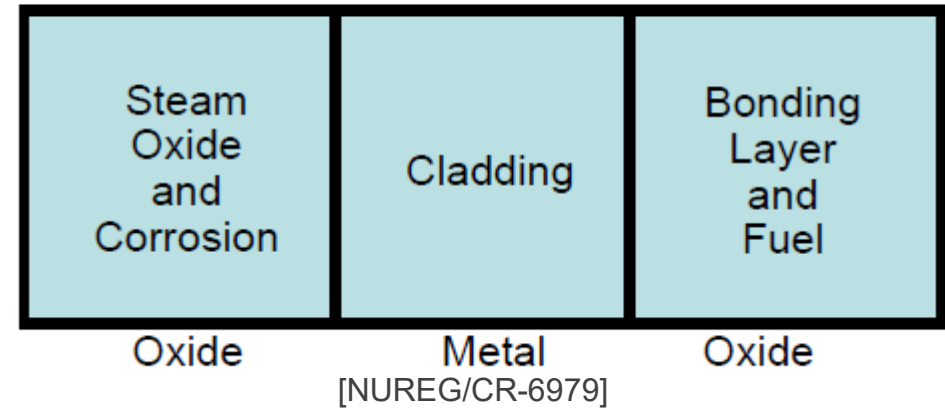 Steam
Oxide
and
Corrosion
Cladding
Bonding
Layer
and
Fuel
Oxide Metal Oxide
[NUREG/CR-6979]